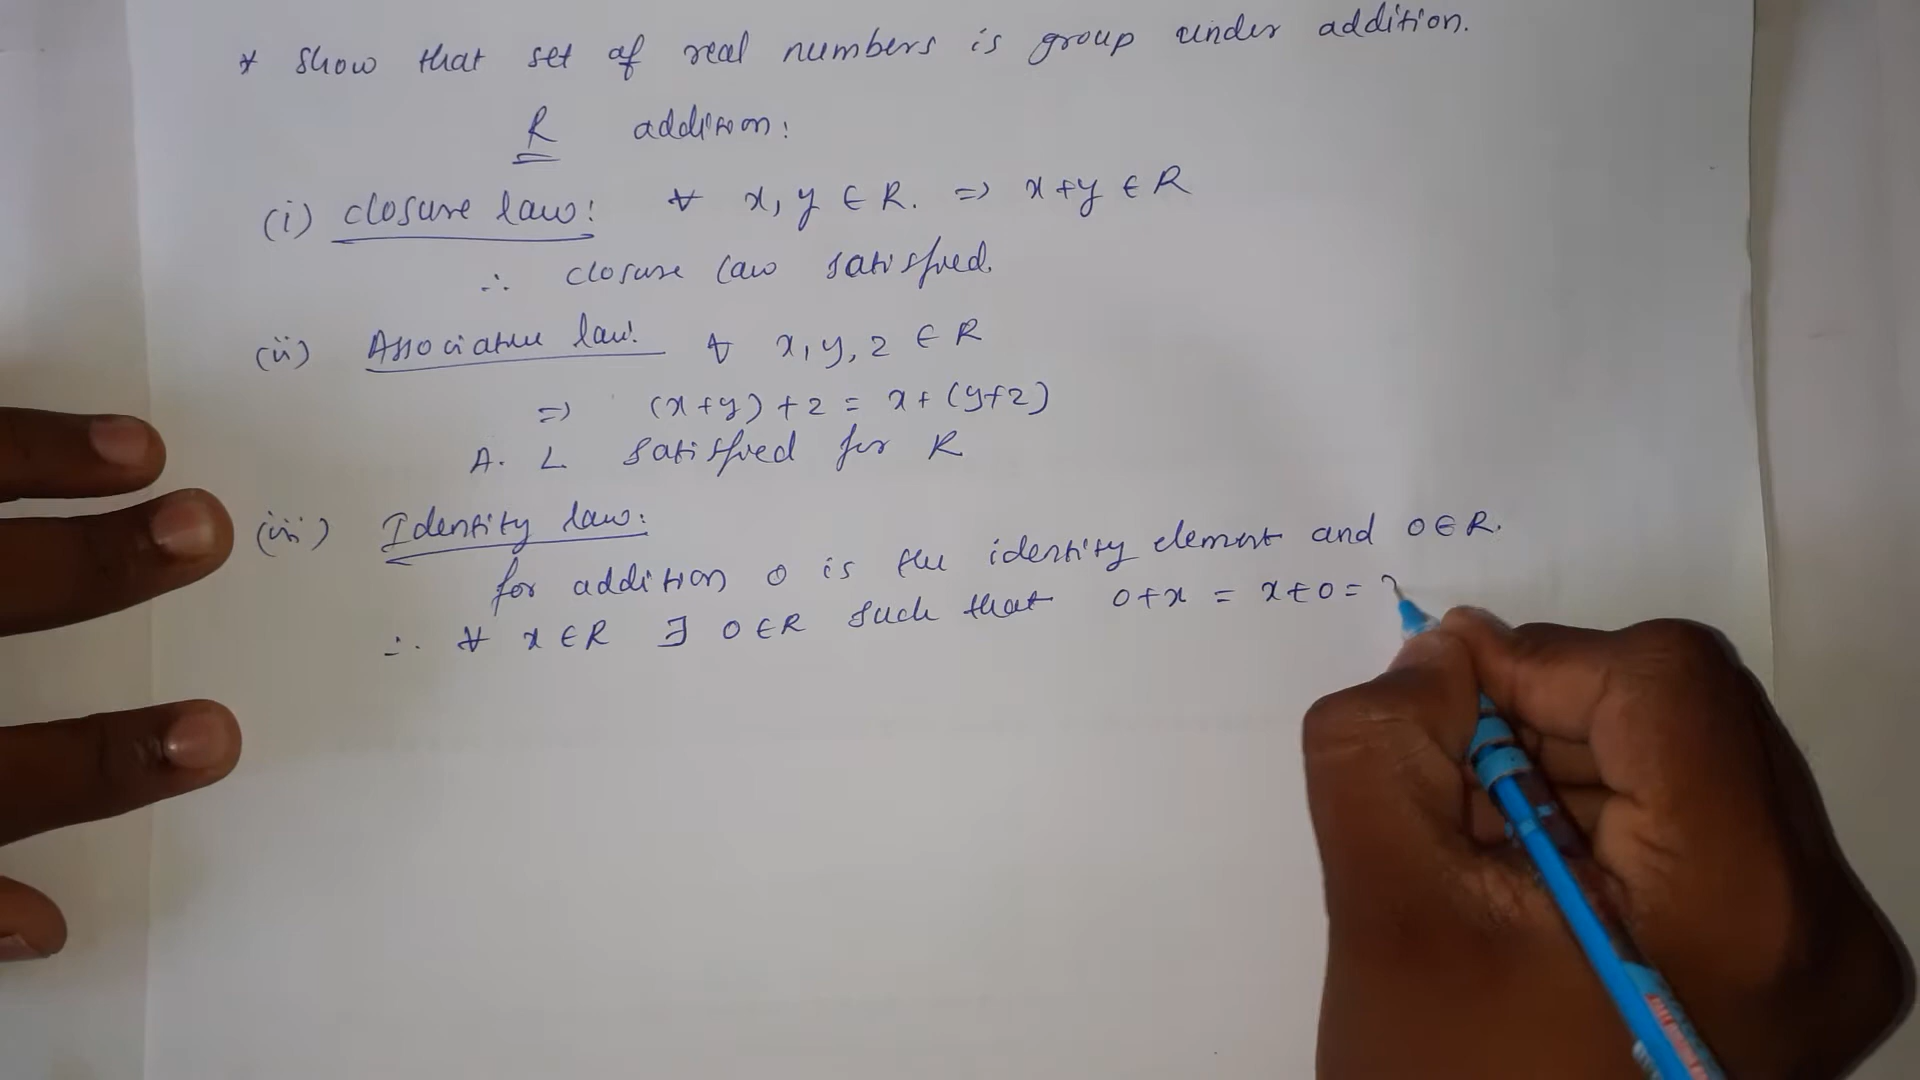 * Show that set of real numbers is group under addition.
R addition:
(i) closure law: ∀ x, y ∈ R. => x+y ∈ R
∴ closure law satisfied.
(ii) Associative law: ∀ x, y, z ∈ R
=> (x+y)+z = x+(y+z)
A. L satisfied for R
(iii) Identity law:
for addition 0 is the identity element and 0∈R.
∴ ∀ x∈R ∃ 0∈R such that 0+x = x+0 =